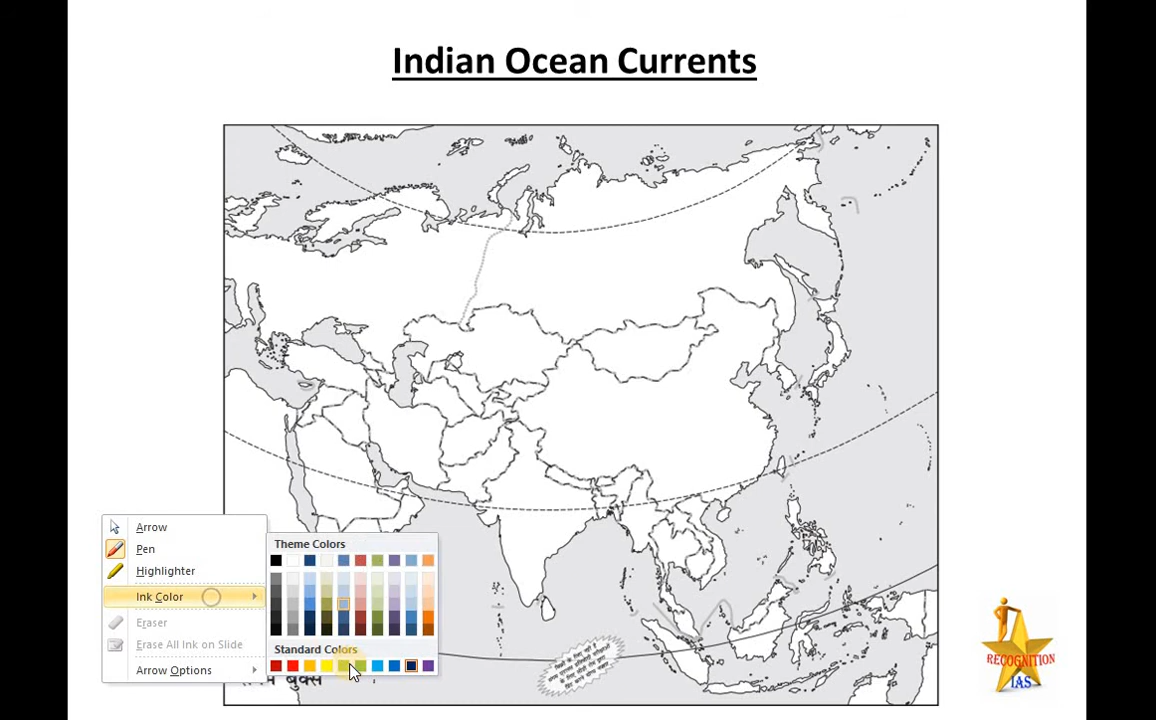 Indian Ocean Currents
Arrow
Pen
Highlighter
Ink Color
Eraser
Erase All Ink on Slide
Arrow Options
Theme Colors
Standard Colors
बुक्स
RECOGNITION
IAS